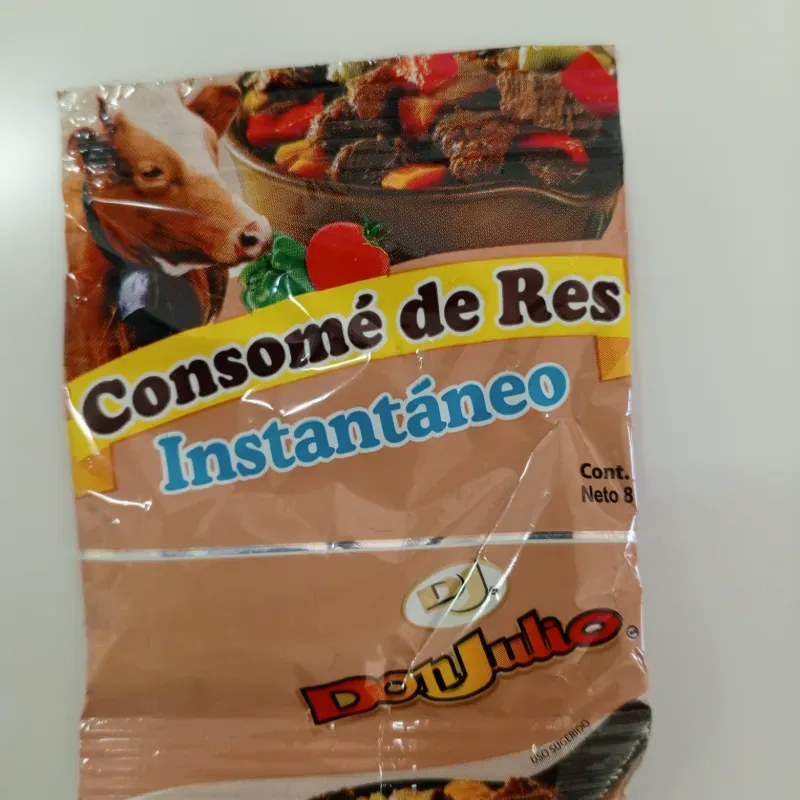 Consomé de Res
Instantáneo
Cont.
Neto 8
DJ
DonJulio
USO SUGERIDO